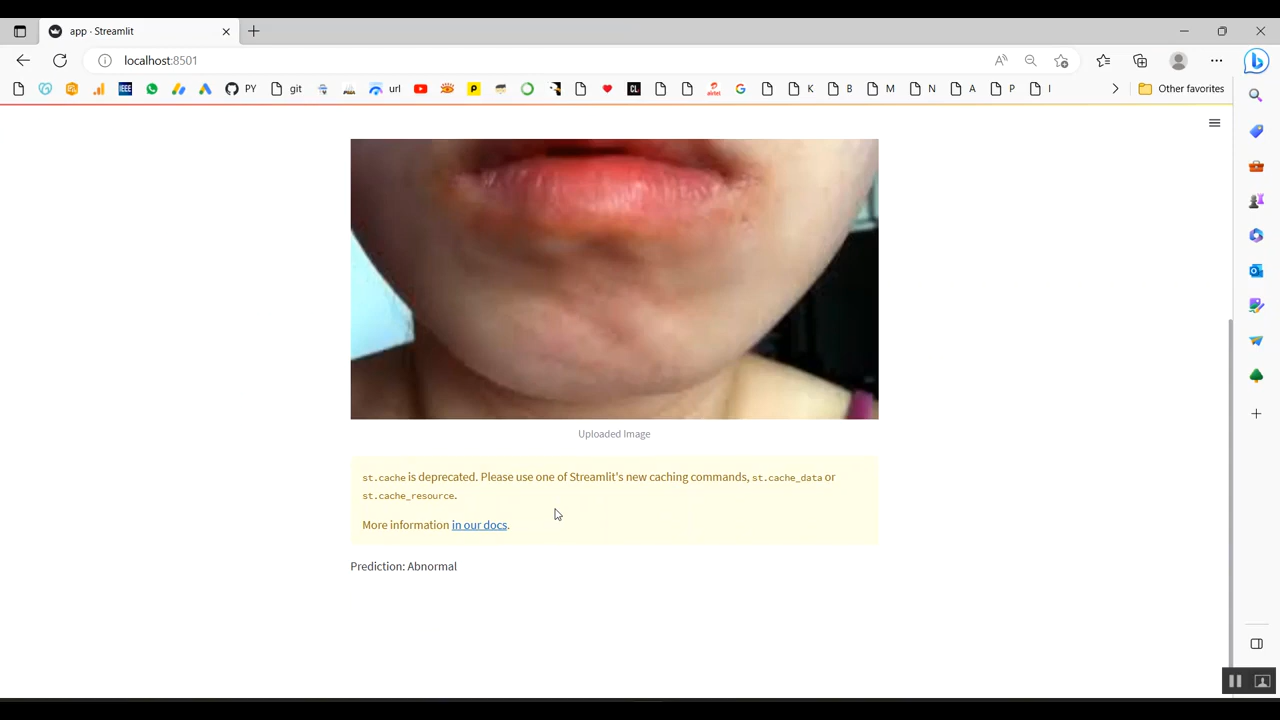 app · Streamlit
localhost:8501
PY
git
url
K
B
M
N
A
P
I
Other favorites
Uploaded Image
st.cache is deprecated. Please use one of Streamlit's new caching commands, st.cache_data or
st.cache_resource.
More information in our docs.
Prediction: Abnormal